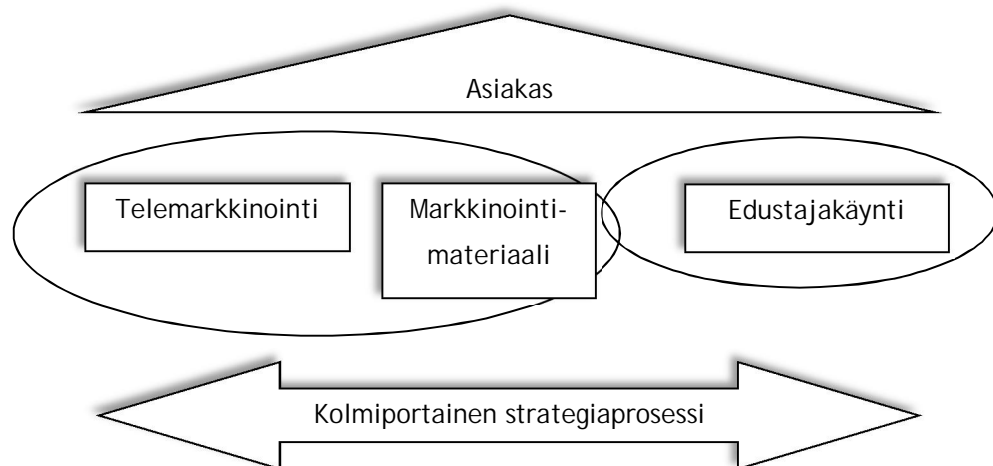 Asiakas
Telemarkkinointi
Markkinointi-
materiaali
Edustajakäynti
Kolmiportainen strategiaprosessi